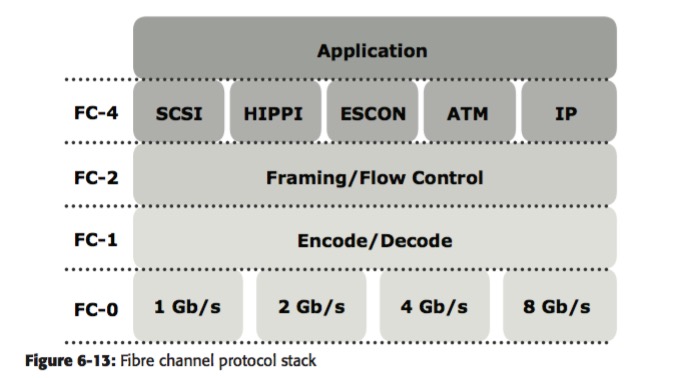 Application
FC-4 SCSI HIPPI ESCON ATM IP
FC-2 Framing/Flow Control
FC-1 Encode/Decode
FC-0 1 Gb/s 2 Gb/s 4 Gb/s 8 Gb/s
Figure 6-13: Fibre channel protocol stack